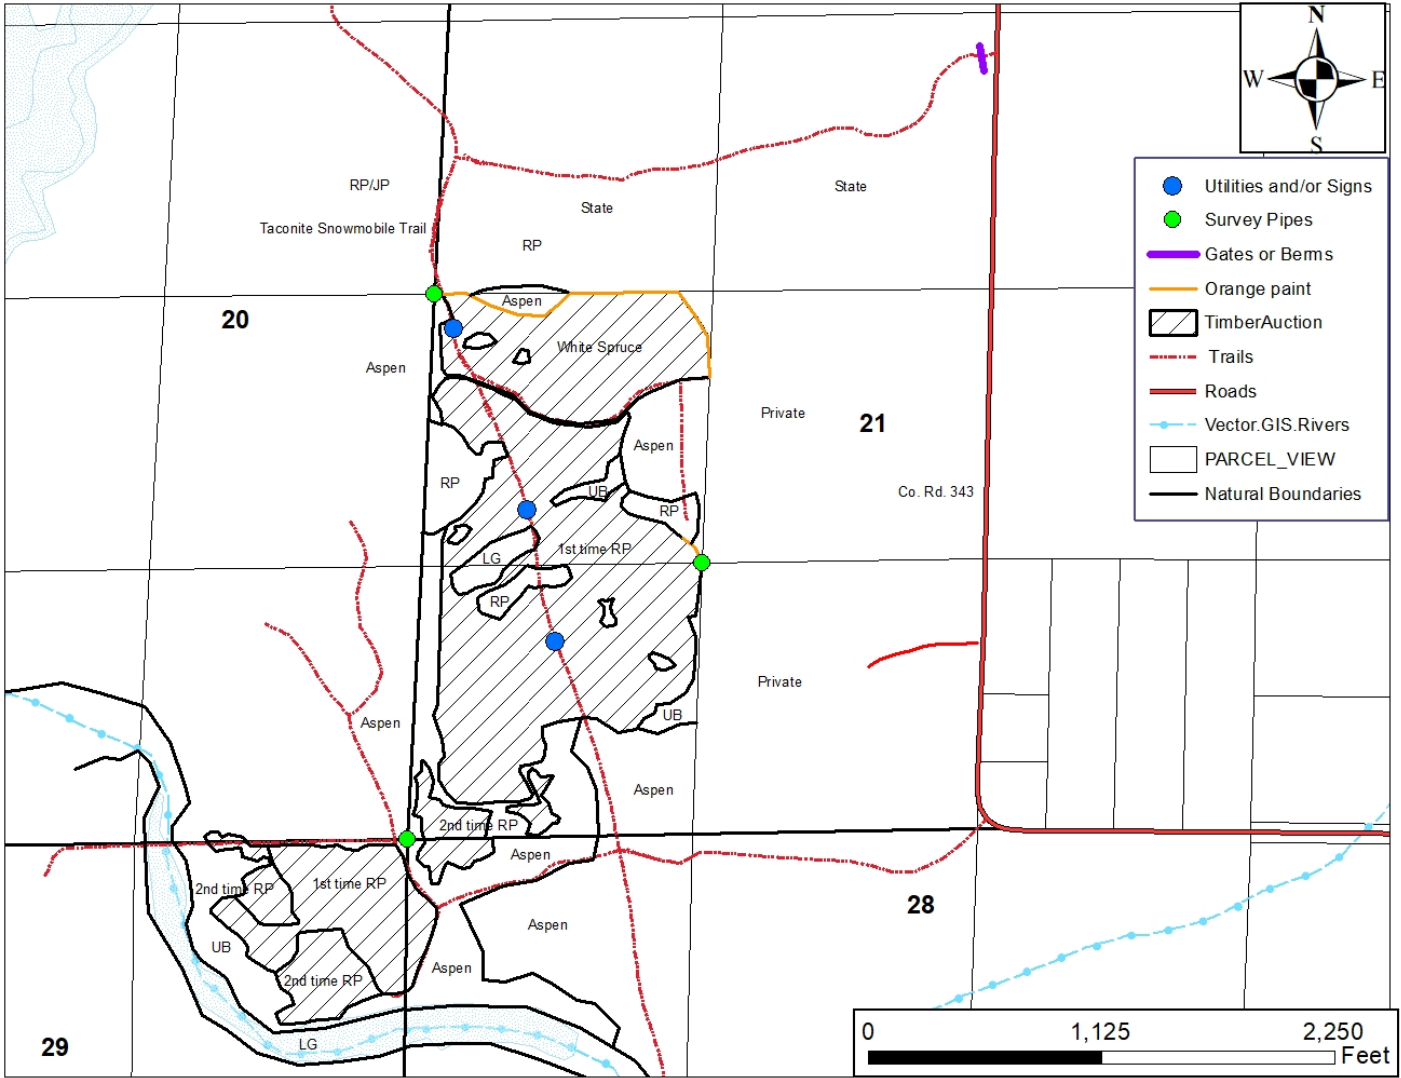 N
W E
S
RP/JP
State
State
Taconite Snowmobile Trail
RP
Utilities and/or Signs
Survey Pipes
Gates or Berms
Orange paint
TimberAuction
Trails
Roads
Vector.GIS.Rivers
PARCEL_VIEW
Natural Boundaries
Aspen
20
White Spruce
Aspen
Private
21
Aspen
RP
UB
Co. Rd. 343
RP
1st time RP
LG
RP
Private
UB
Aspen
Aspen
2nd time RP
Aspen
1st time RP
2nd time RP
28
Aspen
UB
Aspen
2nd time RP
29
LG
0 1,125 2,250
Feet